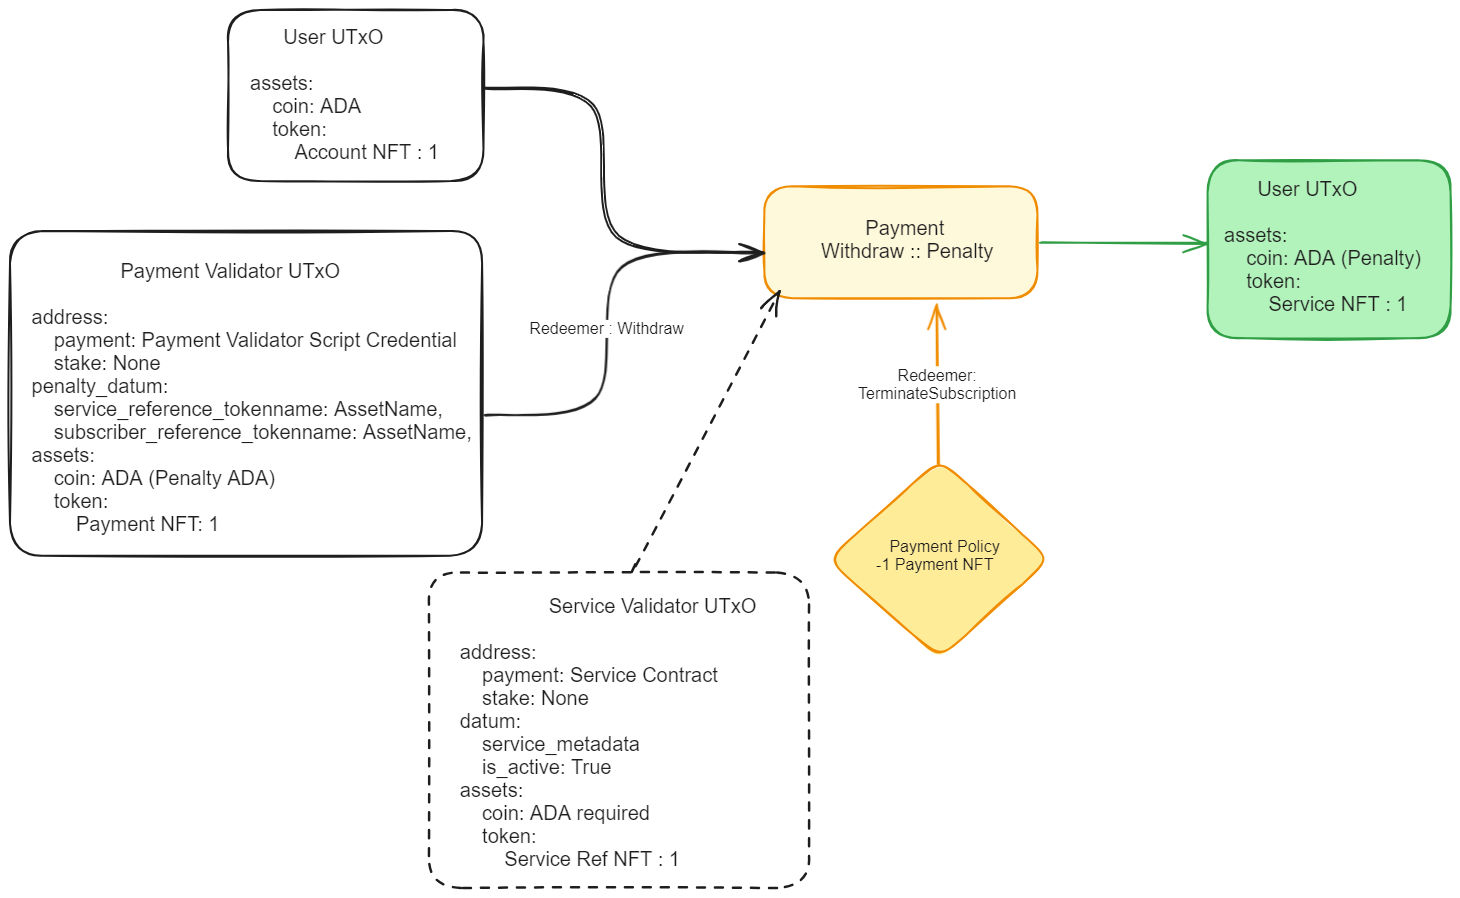 User UTxO
assets:
coin: ADA
token:
Account NFT : 1
Payment Validator UTxO
address:
payment: Payment Validator Script Credential
stake: None
penalty_datum:
service_reference_tokenname: AssetName,
subscriber_reference_tokenname: AssetName,
assets:
coin: ADA (Penalty ADA)
token:
Payment NFT: 1
Redeemer : Withdraw
Payment
Withdraw :: Penalty
User UTxO
assets:
coin: ADA (Penalty)
token:
Service NFT : 1
Redeemer:
TerminateSubscription
Payment Policy
-1 Payment NFT
Service Validator UTxO
address:
payment: Service Contract
stake: None
datum:
service_metadata
is_active: True
assets:
coin: ADA required
token:
Service Ref NFT : 1